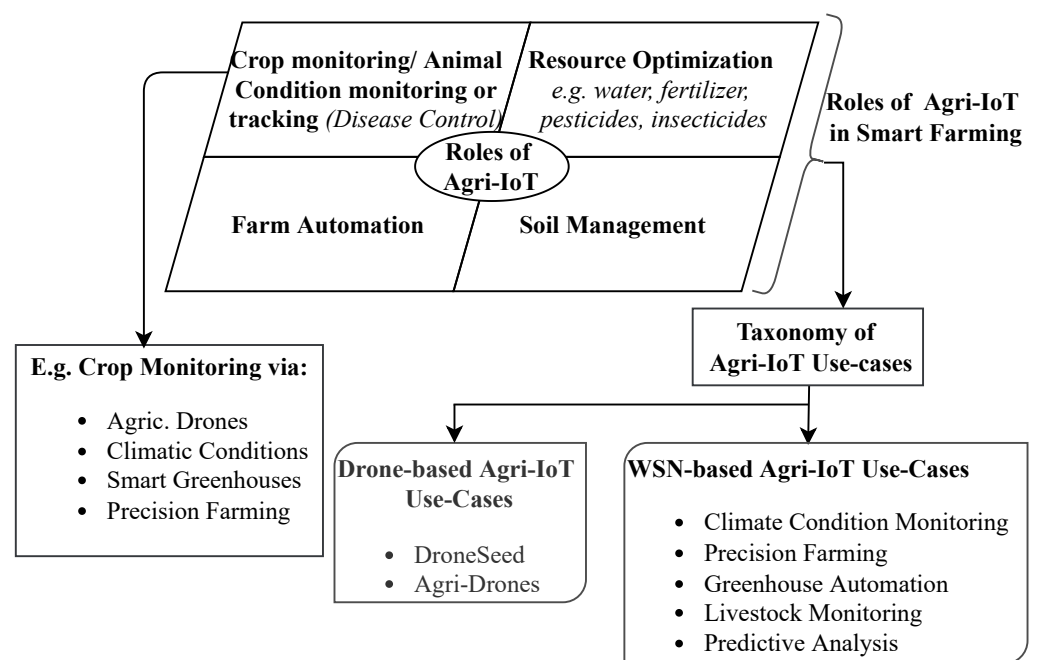 Crop monitoring/ Animal
Condition monitoring or
tracking (Disease Control)
Resource Optimization
e.g. water, fertilizer,
pesticides, insecticides
Roles of
Agri-IoT
Farm Automation
Soil Management
Roles of Agri-IoT
in Smart Farming
Taxonomy of
Agri-IoT Use-cases
E.g. Crop Monitoring via:
• Agric. Drones
• Climatic Conditions
• Smart Greenhouses
• Precision Farming
Drone-based Agri-IoT
Use-Cases
• DroneSeed
• Agri-Drones
WSN-based Agri-IoT Use-Cases
• Climate Condition Monitoring
• Precision Farming
• Greenhouse Automation
• Livestock Monitoring
• Predictive Analysis